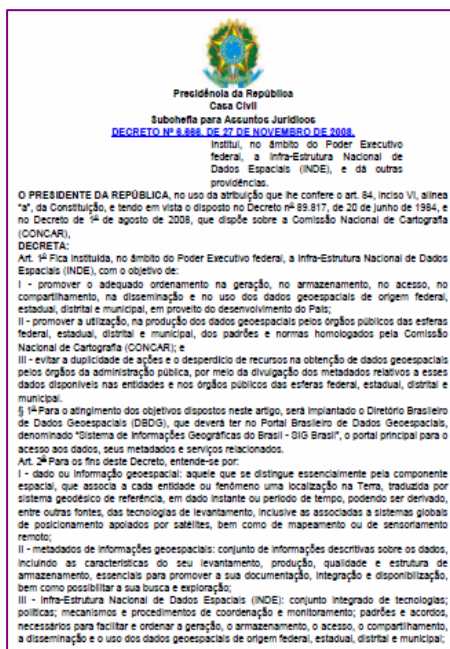 Presidência da República
Casa Civil
Subchefia para Assuntos Jurídicos
DECRETO Nº 6.666, DE 27 DE NOVEMBRO DE 2008.
Institui, no âmbito do Poder Executivo
federal, a Infra-Estrutura Nacional de
Dados Espaciais (INDE), e dá outras
providências.
O PRESIDENTE DA REPÚBLICA, no uso da atribuição que lhe confere o art. 84, inciso VI, alínea
"a", da Constituição, e tendo em vista o disposto no Decreto nº 89.817, de 20 de junho de 1984, e
no Decreto de 1º de agosto de 2008, que dispõe sobre a Comissão Nacional de Cartografia
(CONCAR),
DECRETA:
Art. 1º Fica instituída, no âmbito do Poder Executivo federal, a Infra-Estrutura Nacional de Dados
Espaciais (INDE), com o objetivo de:
I - promover o adequado ordenamento na geração, no armazenamento, no acesso, no
compartilhamento, na disseminação e no uso dos dados geoespaciais de origem federal,
estadual, distrital e municipal, em proveito do desenvolvimento do País;
II - promover a utilização, na produção dos dados geoespaciais pelos órgãos públicos das esferas
federal, estadual, distrital e municipal, dos padrões e normas homologados pela Comissão
Nacional de Cartografia (CONCAR); e
III - evitar a duplicidade de ações e o desperdício de recursos na obtenção de dados geoespaciais
pelos órgãos da administração pública, por meio da divulgação dos metadados relativos a esses
dados disponíveis nas entidades e nos órgãos públicos das esferas federal, estadual, distrital e
municipal.
§ 1º Para o atingimento dos objetivos dispostos neste artigo, será implantado o Diretório Brasileiro
de Dados Geoespaciais (DBDG), que deverá ter no Portal Brasileiro de Dados Geoespaciais,
denominado "Sistema de Informações Geográficas do Brasil - SIG Brasil", o portal principal para o
acesso aos dados, seus metadados e serviços relacionados.
Art. 2º Para os fins deste Decreto, entende-se por:
I - dado ou informação geoespacial: aquele que se distingue essencialmente pela componente
espacial, que associa a cada entidade ou fenômeno uma localização na Terra, traduzida por
sistema geodésico de referência, em dado instante ou período de tempo, podendo ser derivado,
entre outras fontes, das tecnologias de levantamento, inclusive as associadas a sistemas globais
de posicionamento apoiados por satélites, bem como de mapeamento ou de sensoriamento
remoto;
II - metadados de informações geoespaciais: conjunto de informações descritivas sobre os dados,
incluindo as características do seu levantamento, produção, qualidade e estrutura de
armazenamento, essenciais para promover a sua documentação, integração e disponibilização,
bem como possibilitar a sua busca e exploração;
III - Infra-Estrutura Nacional de Dados Espaciais (INDE): conjunto integrado de tecnologias;
políticas; mecanismos e procedimentos de coordenação e monitoramento; padrões e acordos,
necessários para facilitar e ordenar a geração, o armazenamento, o acesso, o compartilhamento,
a disseminação e o uso dos dados geoespaciais de origem federal, estadual, distrital e municipal;